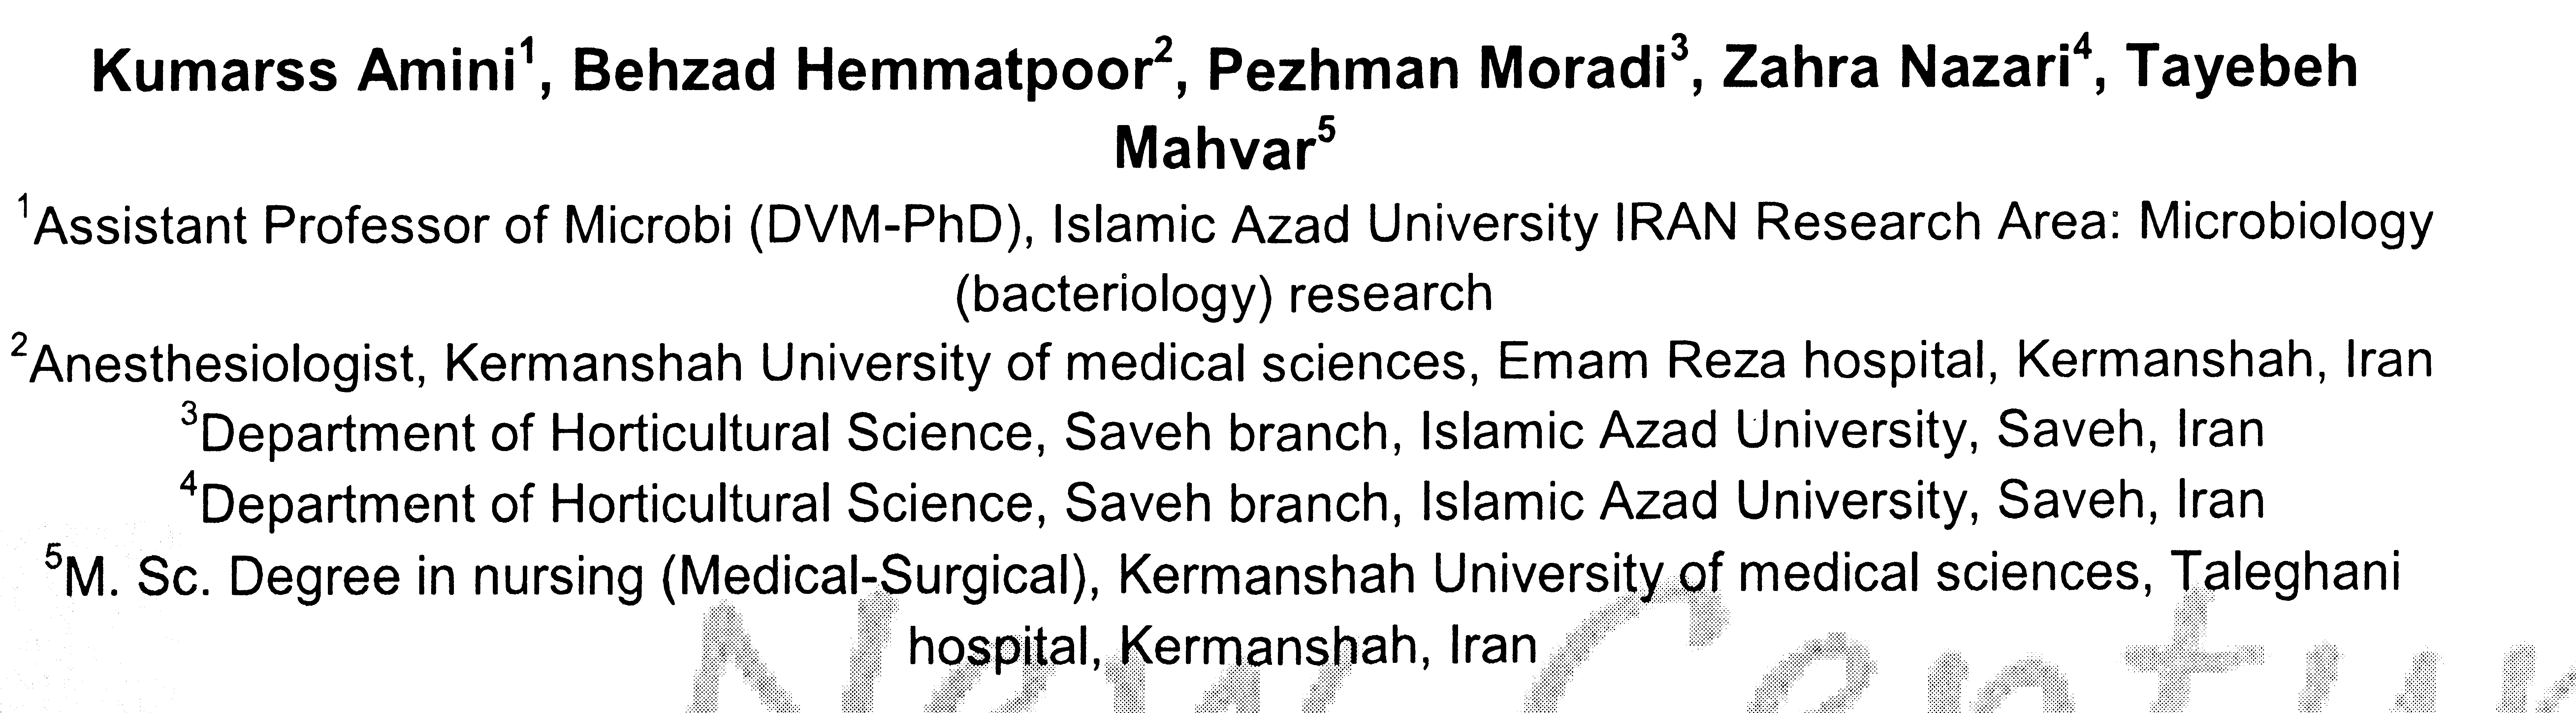 Kumarss Amini¹, Behzad Hemmatpoor², Pezhman Moradi³, Zahra Nazari⁴, Tayebeh
Mahvar⁵
¹Assistant Professor of Microbi (DVM-PhD), Islamic Azad University IRAN Research Area: Microbiology
(bacteriology) research
²Anesthesiologist, Kermanshah University of medical sciences, Emam Reza hospital, Kermanshah, Iran
³Department of Horticultural Science, Saveh branch, Islamic Azad University, Saveh, Iran
⁴Department of Horticultural Science, Saveh branch, Islamic Azad University, Saveh, Iran
⁵M. Sc. Degree in nursing (Medical-Surgical), Kermanshah University of medical sciences, Taleghani
hospital, Kermanshah, Iran
New